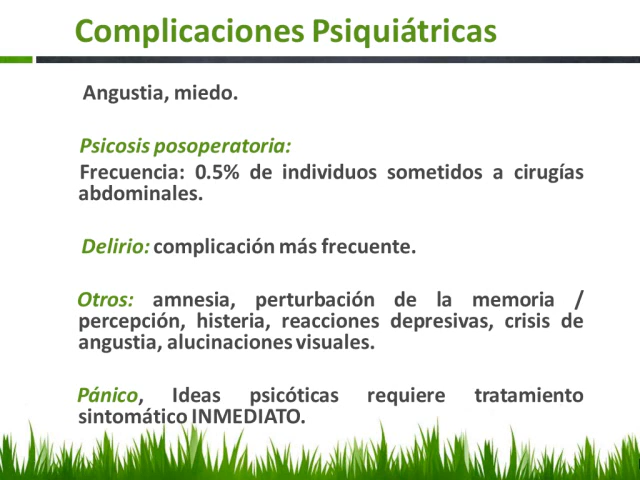 Complicaciones Psiquiátricas
Angustia, miedo.
Psicosis posoperatoria:
Frecuencia: 0.5% de individuos sometidos a cirugías
abdominales.
Delirio: complicación más frecuente.
Otros: amnesia, perturbación de la memoria /
percepción, histeria, reacciones depresivas, crisis de
angustia, alucinaciones visuales.
Pánico, Ideas psicóticas requiere tratamiento
sintomático INMEDIATO.